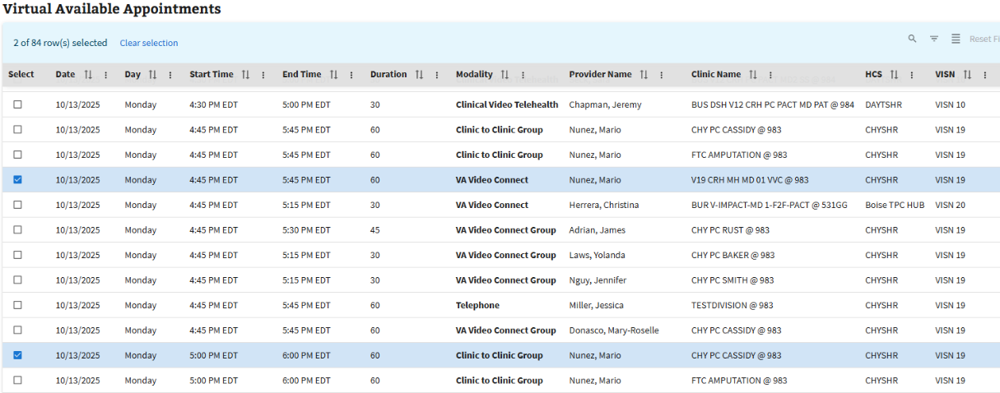 Virtual Available Appointments
2 of 84 row(s) selected Clear selection Reset Fi
Select Date Day Start Time End Time Duration Modality Provider Name Clinic Name HCS VISN
10/13/2025 Monday 4:30 PM EDT 5:00 PM EDT 30 Clinical Video Telehealth Chapman, Jeremy BUS DSH V12 CRH PC PACT MD PAT @ 984 DAYTSHR VISN 10
10/13/2025 Monday 4:45 PM EDT 5:45 PM EDT 60 Clinic to Clinic Group Nunez, Mario CHY PC CASSIDY @ 983 CHYSHR VISN 19
10/13/2025 Monday 4:45 PM EDT 5:45 PM EDT 60 Clinic to Clinic Group Nunez, Mario FTC AMPUTATION @ 983 CHYSHR VISN 19
10/13/2025 Monday 4:45 PM EDT 5:45 PM EDT 60 VA Video Connect Nunez, Mario V19 CRH MH MD 01 VVC @ 983 CHYSHR VISN 19
10/13/2025 Monday 4:45 PM EDT 5:15 PM EDT 30 VA Video Connect Herrera, Christina BUR V-IMPACT-MD 1-F2F-PACT @ 531GG Boise TPC HUB VISN 20
10/13/2025 Monday 4:45 PM EDT 5:30 PM EDT 45 VA Video Connect Group Adrian, James CHY PC RUST @ 983 CHYSHR VISN 19
10/13/2025 Monday 4:45 PM EDT 5:15 PM EDT 30 VA Video Connect Group Laws, Yolanda CHY PC BAKER @ 983 CHYSHR VISN 19
10/13/2025 Monday 4:45 PM EDT 5:15 PM EDT 30 VA Video Connect Group Nguy, Jennifer CHY PC SMITH @ 983 CHYSHR VISN 19
10/13/2025 Monday 4:45 PM EDT 5:45 PM EDT 60 Telephone Miller, Jessica TESTDIVISION @ 983 CHYSHR VISN 19
10/13/2025 Monday 4:45 PM EDT 5:45 PM EDT 60 VA Video Connect Group Donasco, Mary-Roselle CHY PC CASSIDY @ 983 CHYSHR VISN 19
10/13/2025 Monday 5:00 PM EDT 6:00 PM EDT 60 Clinic to Clinic Group Nunez, Mario CHY PC CASSIDY @ 983 CHYSHR VISN 19
10/13/2025 Monday 5:00 PM EDT 6:00 PM EDT 60 Clinic to Clinic Group Nunez, Mario FTC AMPUTATION @ 983 CHYSHR VISN 19